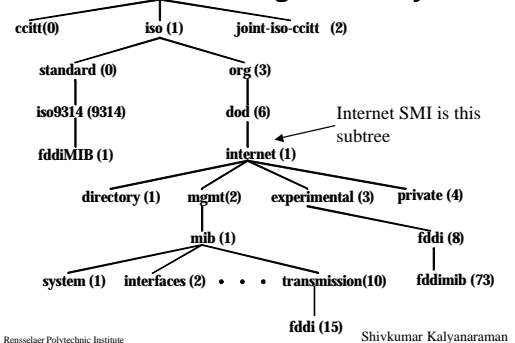 ccitt(0) iso (1) joint-iso-ccitt (2)
standard (0) org (3)
iso9314 (9314) dod (6)
Internet SMI is this
subtree
fddiMIB (1) internet (1)
directory (1) mgmt(2) experimental (3) private (4)
mib (1) fddi (8)
system (1) interfaces (2) • • • transmission(10) fddimib (73)
fddi (15)
Rensselaer Polytechnic Institute Shivkumar Kalyanaraman